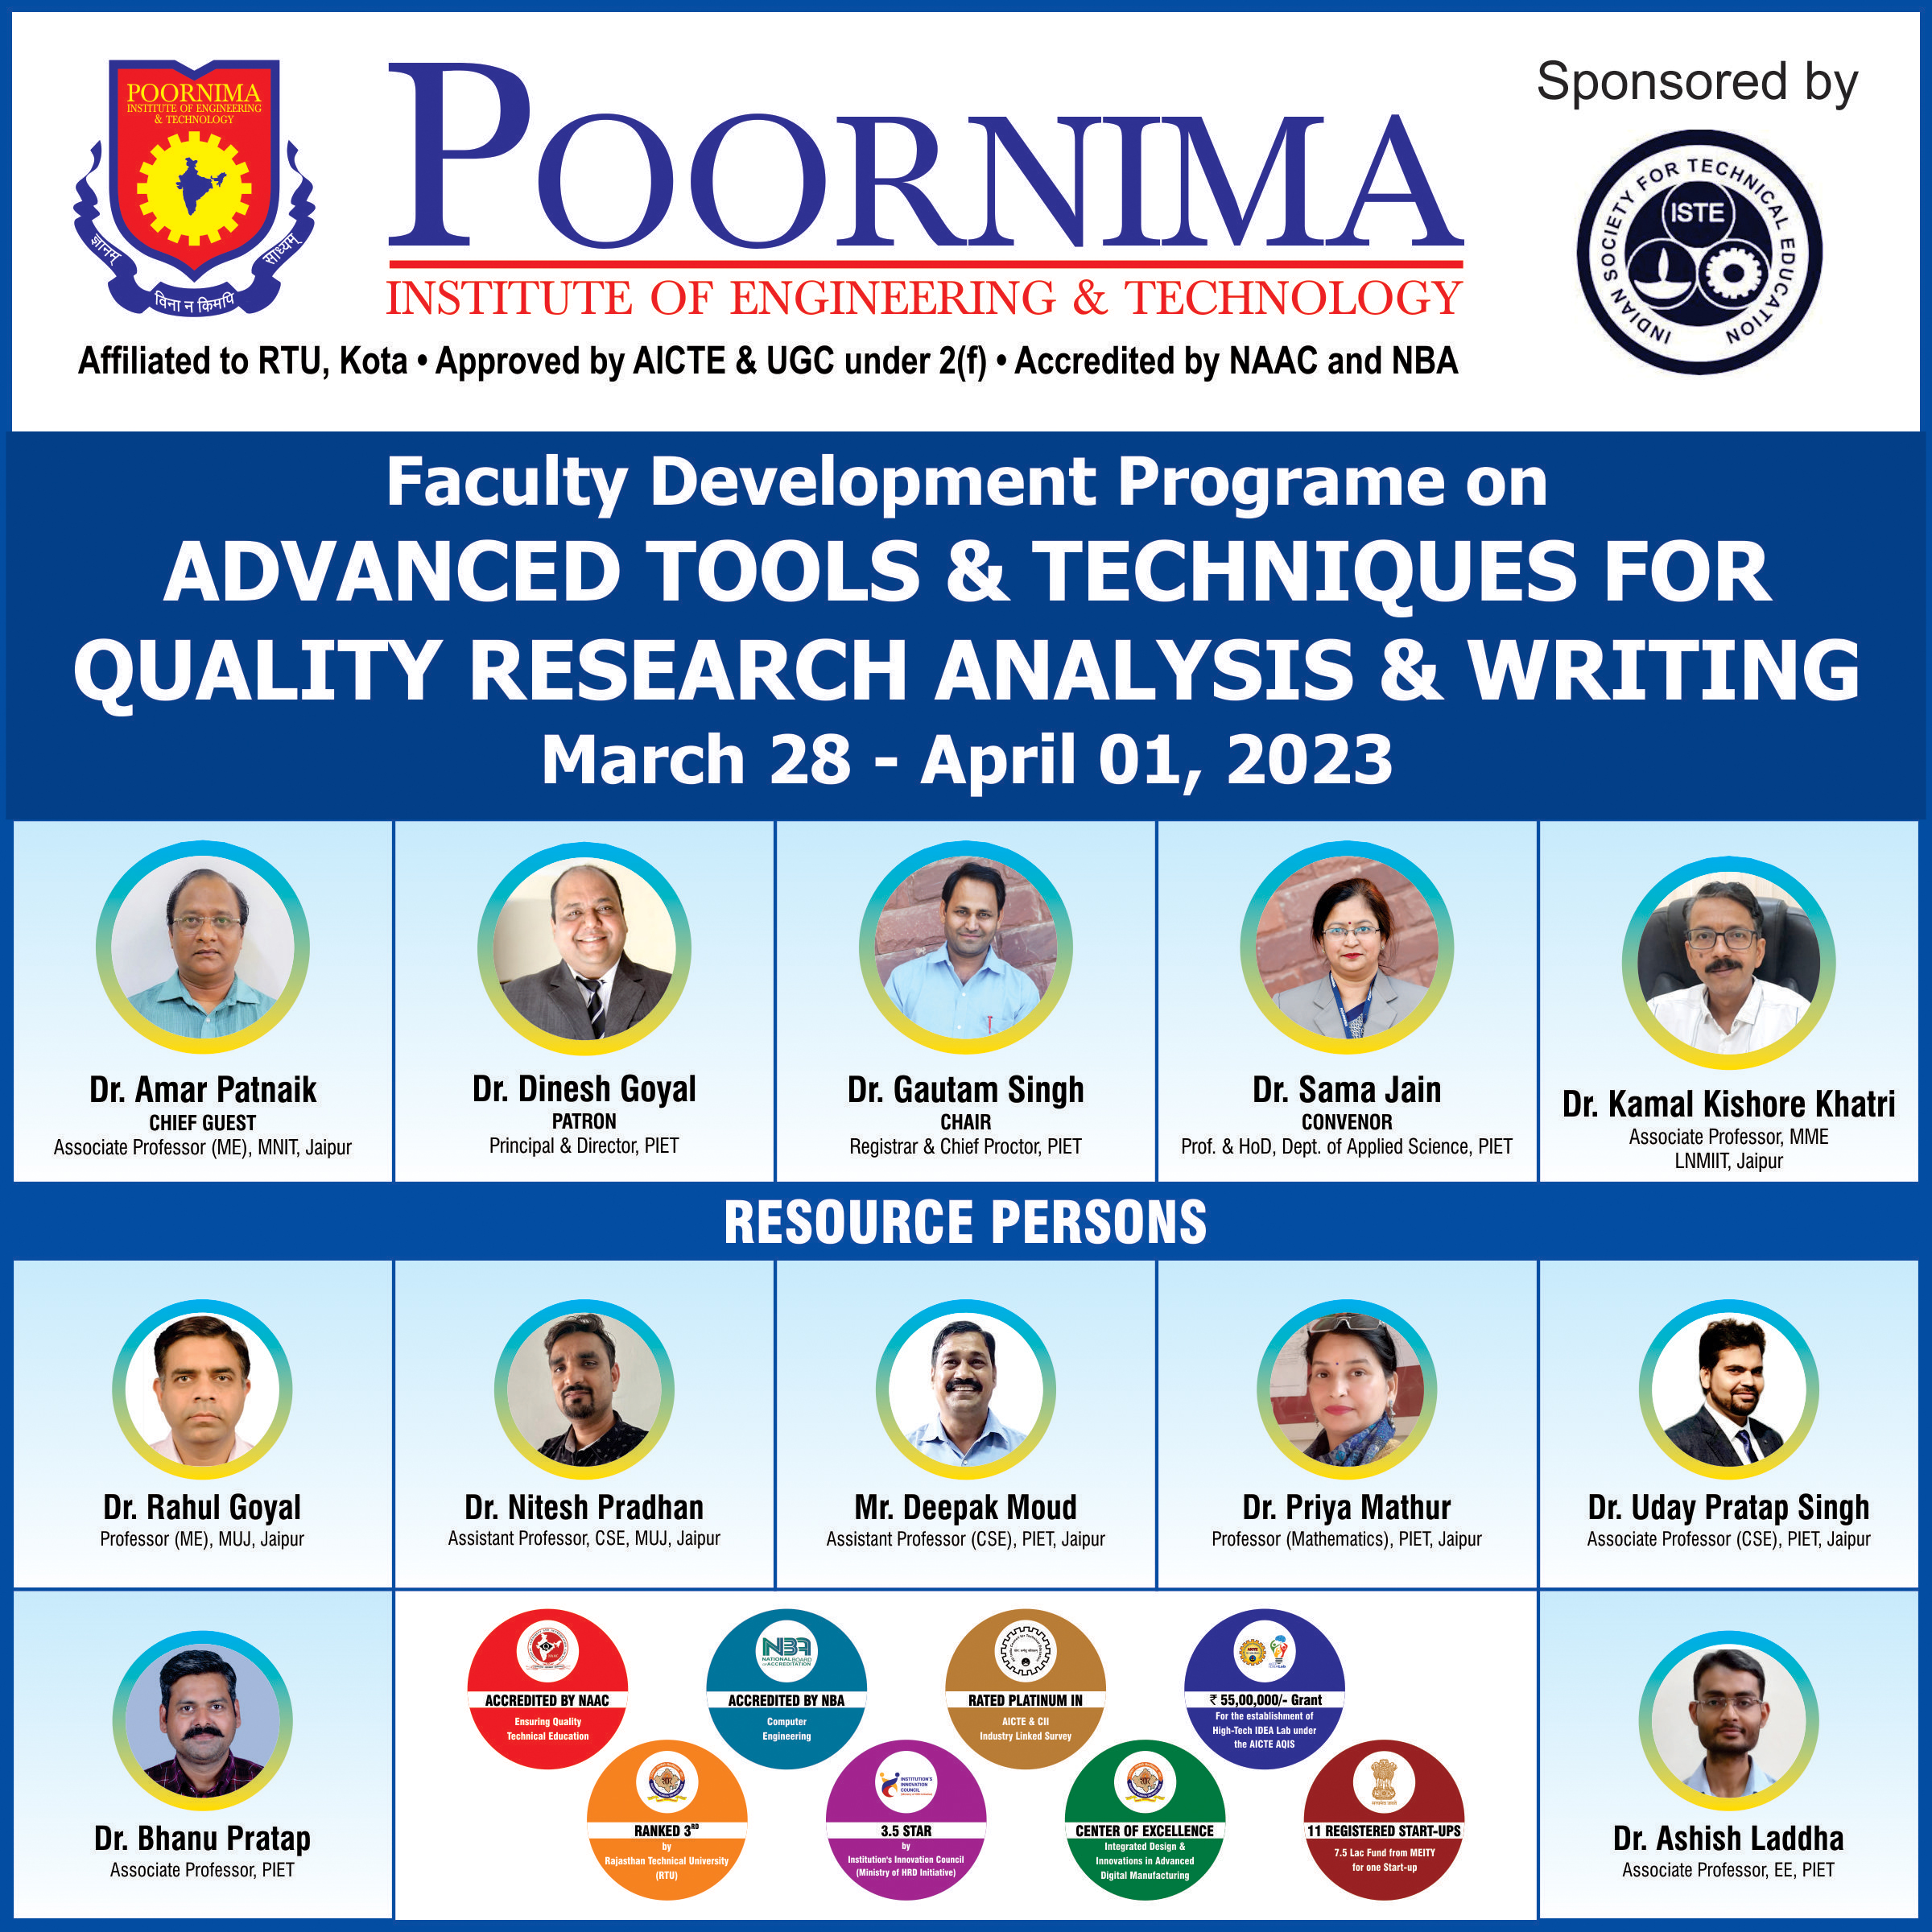 POORNIMA
INSTITUTE OF ENGINEERING
& TECHNOLOGY
ज्ञानम्
विना न किमपि
साध्यम्
POORNIMA
INSTITUTE OF ENGINEERING & TECHNOLOGY
Affiliated to RTU, Kota • Approved by AICTE & UGC under 2(f) • Accredited by NAAC and NBA
Sponsored by
INDIAN SOCIETY FOR TECHNICAL EDUCATION
ISTE
Faculty Development Programe on
ADVANCED TOOLS & TECHNIQUES FOR
QUALITY RESEARCH ANALYSIS & WRITING
March 28 - April 01, 2023
Dr. Amar Patnaik
CHIEF GUEST
Associate Professor (ME), MNIT, Jaipur
Dr. Dinesh Goyal
PATRON
Principal & Director, PIET
Dr. Gautam Singh
CHAIR
Registrar & Chief Proctor, PIET
Dr. Sama Jain
CONVENOR
Prof. & HoD, Dept. of Applied Science, PIET
Dr. Kamal Kishore Khatri
Associate Professor, MME
LNMIIT, Jaipur
RESOURCE PERSONS
Dr. Rahul Goyal
Professor (ME), MUJ, Jaipur
Dr. Nitesh Pradhan
Assistant Professor, CSE, MUJ, Jaipur
Mr. Deepak Moud
Assistant Professor (CSE), PIET, Jaipur
Dr. Priya Mathur
Professor (Mathematics), PIET, Jaipur
Dr. Uday Pratap Singh
Associate Professor (CSE), PIET, Jaipur
Dr. Bhanu Pratap
Associate Professor, PIET
ACCREDITED BY NAAC
Ensuring Quality
Technical Education
NBA
NATIONAL BOARD
OF ACCREDITATION
ACCREDITED BY NBA
Computer
Engineering
RATED PLATINUM IN
AICTE & CII
Industry Linked Survey
₹ 55,00,000/- Grant
For the establishment of
High-Tech IDEA Lab under
the AICTE AQIS
RANKED 3RD
by
Rajasthan Technical University
(RTU)
INSTITUTION'S
INNOVATION
COUNCIL
3.5 STAR
by
Institution's Innovation Council
(Ministry of HRD Initiative)
CENTER OF EXCELLENCE
Integrated Design &
Innovations in Advanced
Digital Manufacturing
11 REGISTERED START-UPS
7.5 Lac Fund from MEITY
for one Start-up
Dr. Ashish Laddha
Associate Professor, EE, PIET